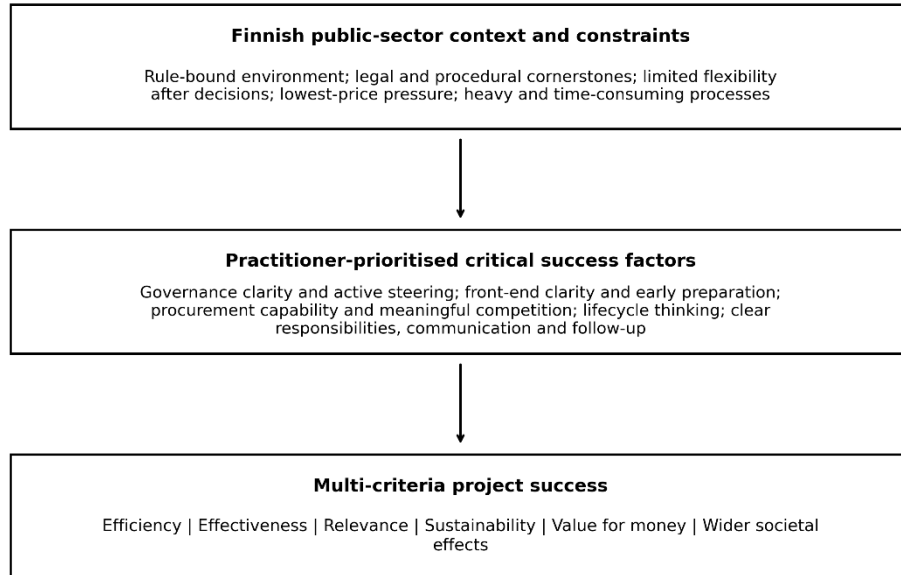 Finnish public-sector context and constraints
Rule-bound environment; legal and procedural cornerstones; limited flexibility
after decisions; lowest-price pressure; heavy and time-consuming processes
Practitioner-prioritised critical success factors
Governance clarity and active steering; front-end clarity and early preparation;
procurement capability and meaningful competition; lifecycle thinking; clear
responsibilities, communication and follow-up
Multi-criteria project success
Efficiency | Effectiveness | Relevance | Sustainability | Value for money | Wider societal
effects